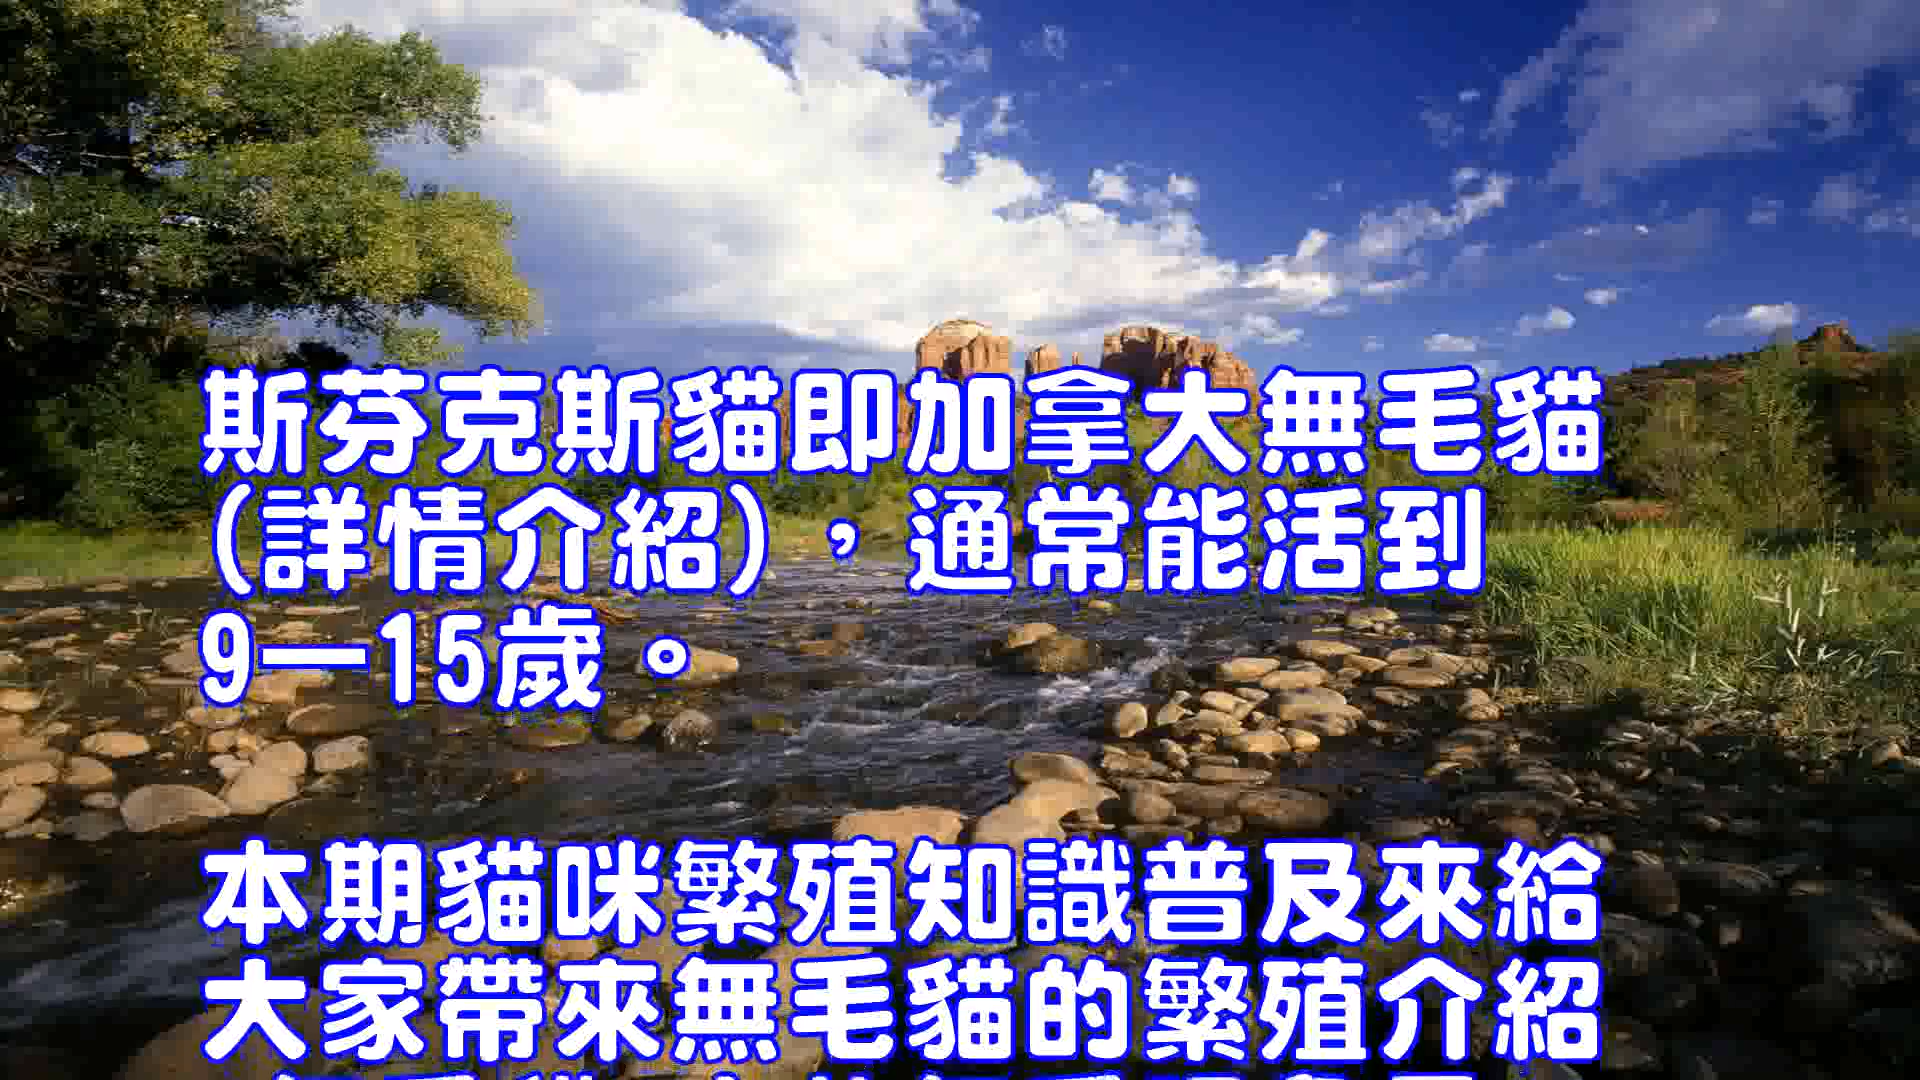 斯芬克斯貓即加拿大無毛貓
(詳情介紹)，通常能活到
9—15歲。
本期貓咪繁殖知識普及來給
大家帶來無毛貓的繁殖介紹